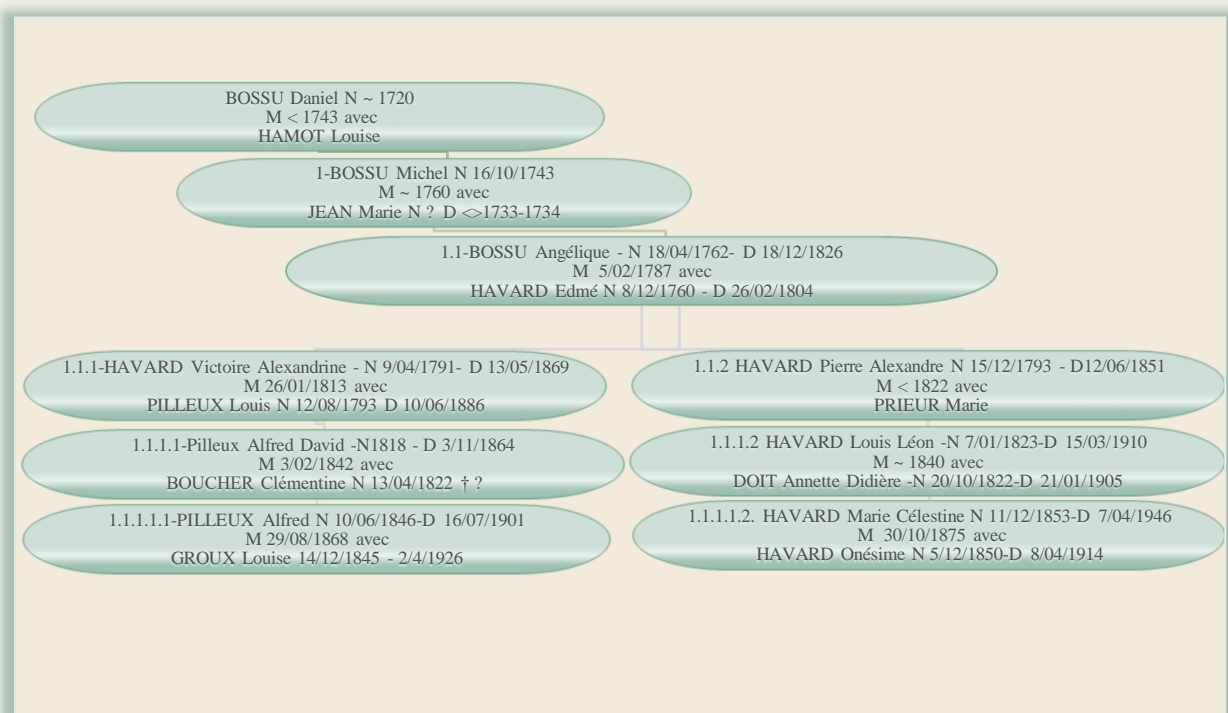 BOSSU Daniel N ~ 1720
M < 1743 avec
HAMOT Louise
1-BOSSU Michel N 16/10/1743
M ~ 1760 avec
JEAN Marie N ? D <>1733-1734
1.1-BOSSU Angélique - N 18/04/1762- D 18/12/1826
M 5/02/1787 avec
HAVARD Edmé N 8/12/1760 - D 26/02/1804
1.1.1-HAVARD Victoire Alexandrine - N 9/04/1791- D 13/05/1869
M 26/01/1813 avec
PILLEUX Louis N 12/08/1793 D 10/06/1886
1.1.2 HAVARD Pierre Alexandre N 15/12/1793 - D12/06/1851
M < 1822 avec
PRIEUR Marie
1.1.1.1-Pilleux Alfred David -N1818 - D 3/11/1864
M 3/02/1842 avec
BOUCHER Clémentine N 13/04/1822 † ?
1.1.1.2 HAVARD Louis Léon -N 7/01/1823-D 15/03/1910
M ~ 1840 avec
DOIT Annette Didière -N 20/10/1822-D 21/01/1905
1.1.1.1.1-PILLEUX Alfred N 10/06/1846-D 16/07/1901
M 29/08/1868 avec
GROUX Louise 14/12/1845 - 2/4/1926
1.1.1.1.2. HAVARD Marie Célestine N 11/12/1853-D 7/04/1946
M 30/10/1875 avec
HAVARD Onésime N 5/12/1850-D 8/04/1914